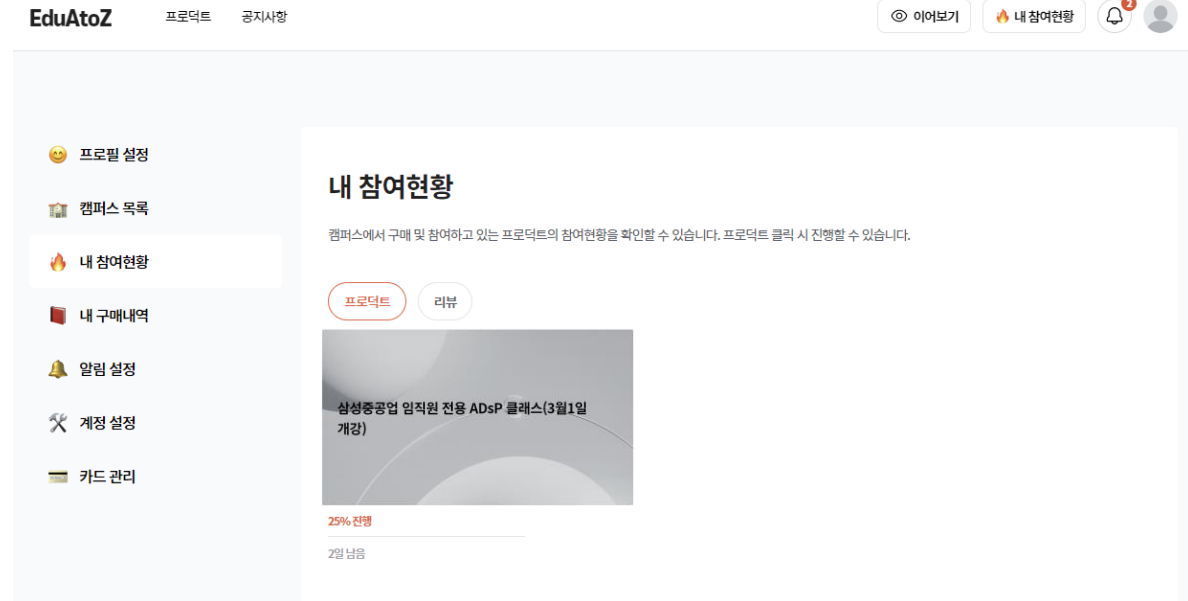 EduAtoZ 프로덕트 공지사항 이어보기 내 참여현황 2
프로필 설정
캠퍼스 목록
내 참여현황
내 구매내역
알림 설정
계정 설정
카드 관리
내 참여현황
캠퍼스에서 구매 및 참여하고 있는 프로덕트의 참여현황을 확인할 수 있습니다. 프로덕트 클릭 시 진행할 수 있습니다.
프로덕트 리뷰
삼성중공업 임직원 전용 ADsP 클래스(3월1일
개강)
25% 진행
2일 남음